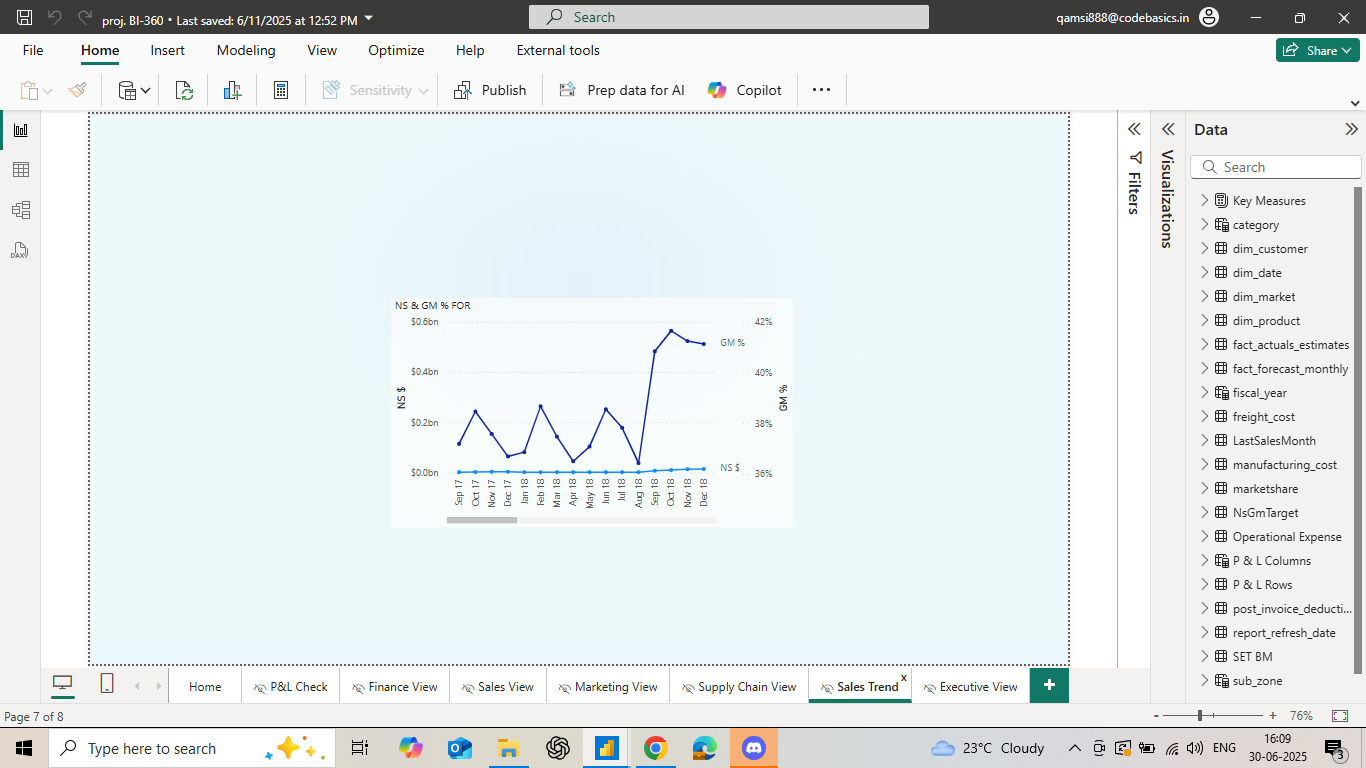 proj. BI-360 • Last saved: 6/11/2025 at 12:52 PM
Search
qamsi888@codebasics.in
File Home Insert Modeling View Optimize Help External tools
Share
Sensitivity
Publish
Prep data for AI
Copilot
Filters
Visualizations
Data
Search
Key Measures
category
dim_customer
dim_date
dim_market
dim_product
fact_actuals_estimates
fact_forecast_monthly
fiscal_year
freight_cost
LastSalesMonth
manufacturing_cost
marketshare
NsGmTarget
Operational Expense
P & L Columns
P & L Rows
post_invoice_deducti...
report_refresh_date
SET BM
sub_zone
DAX
NS & GM % FOR
$0.6bn
$0.4bn
$0.2bn
$0.0bn
NS $
42%
40%
38%
36%
GM %
GM %
NS $
Sep 17
Oct 17
Nov 17
Dec 17
Jan 18
Feb 18
Mar 18
Apr 18
May 18
Jun 18
Jul 18
Aug 18
Sep 18
Oct 18
Nov 18
Dec 18
Home P&L Check Finance View Sales View Marketing View Supply Chain View Sales Trend x Executive View +
Page 7 of 8
- + 76%
Type here to search
23°C Cloudy
ENG
16:09
30-06-2025
3